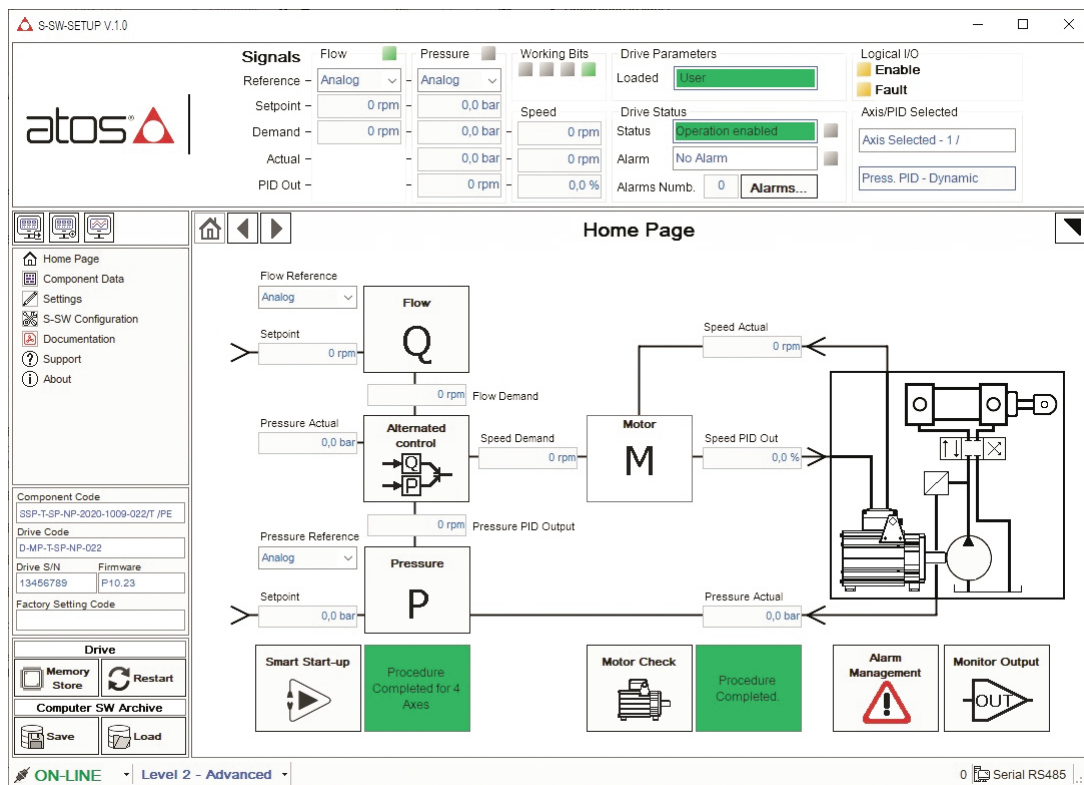 S-SW-SETUP V.1.0
atos
Signals Flow Pressure Working Bits Drive Parameters Logical I/O
Reference Analog Analog Loaded User Enable
Fault
Setpoint 0 rpm 0,0 bar Speed Drive Status Axis/PID Selected
Demand 0 rpm 0,0 bar 0 rpm Status Operation enabled Axis Selected - 1 /
Actual 0,0 bar 0 rpm Alarm No Alarm
PID Out 0 rpm 0,0 % Alarms Numb. 0 Alarms... Press. PID - Dynamic
Home Page
Home Page
Component Data
Settings
S-SW Configuration
Documentation
Support
About
Component Code
SSP-T-SP-NP-2020-1009-022/T /PE
Drive Code
D-MP-T-SP-NP-022
Drive S/N Firmware
13456789 P10.23
Factory Setting Code
Drive
Memory Store Restart
Computer SW Archive
Save Load
Flow Reference
Analog
Flow
Q
Setpoint
0 rpm
0 rpm Flow Demand
Speed Actual
0 rpm
Pressure Actual
0,0 bar
Alternated
control
Q
P
Speed Demand
0 rpm
Motor
M
Speed PID Out
0,0 %
0 rpm Pressure PID Output
Pressure Reference
Analog
Pressure
P
Setpoint
0,0 bar
Pressure Actual
0,0 bar
Smart Start-up
Procedure
Completed for 4
Axes
Motor Check
Procedure
Completed.
Alarm
Management
Monitor Output
OUT
ON-LINE Level 2 - Advanced 0 Serial RS485